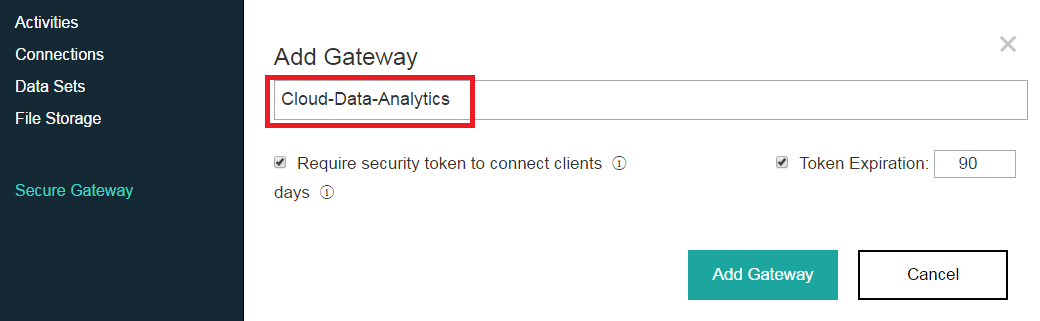 Activities
Connections
Data Sets
File Storage
Secure Gateway
Add Gateway
Cloud-Data-Analytics
Require security token to connect clients
Token Expiration: 90
days
Add Gateway
Cancel